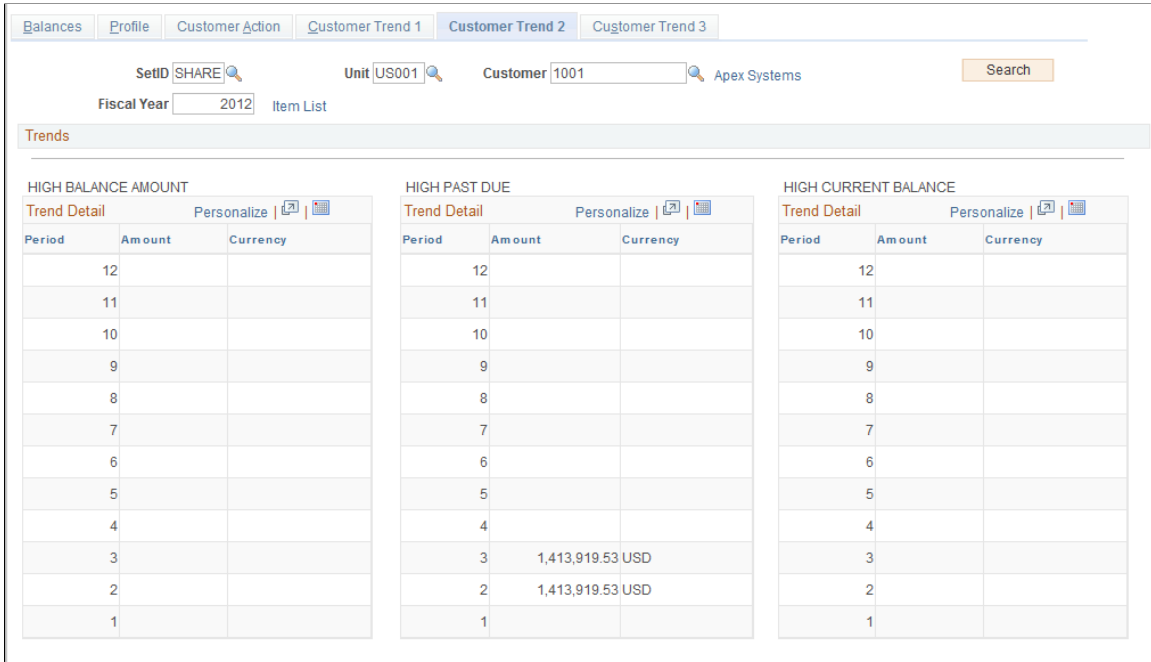 Balances Profile Customer Action Customer Trend 1 Customer Trend 2 Customer Trend 3
SetID SHARE Unit US001 Customer 1001 Apex Systems Search
Fiscal Year 2012 Item List
Trends
HIGH BALANCE AMOUNT HIGH PAST DUE HIGH CURRENT BALANCE
Trend Detail Personalize | | Trend Detail Personalize | | Trend Detail Personalize | |
Period Amount Currency Period Amount Currency Period Amount Currency
12 12 12
11 11 11
10 10 10
9 9 9
8 8 8
7 7 7
6 6 6
5 5 5
4 4 4
3 3 1,413,919.53 USD 3
2 2 1,413,919.53 USD 2
1 1 1